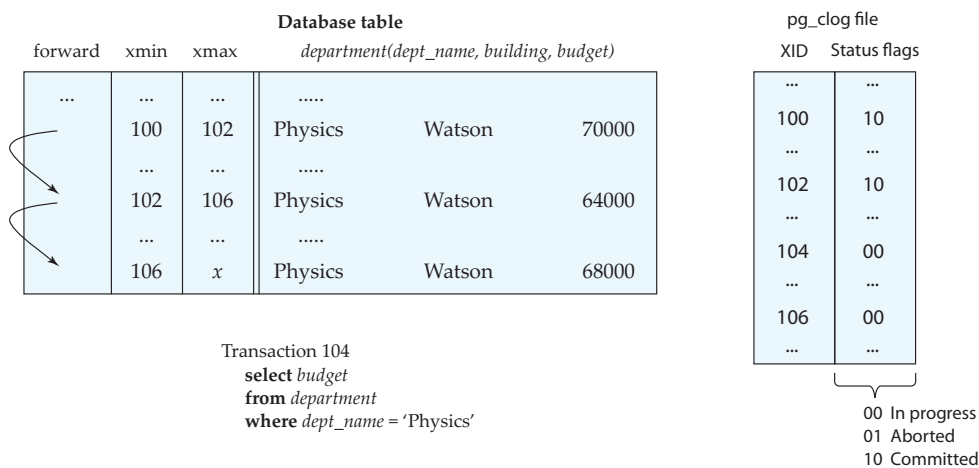 Database table
forward xmin xmax department(dept_name, building, budget)
... ... ... .....
100 102 Physics Watson 70000
... ... .....
102 106 Physics Watson 64000
... ... .....
106 x Physics Watson 68000
Transaction 104
select budget
from department
where dept_name = ‘Physics’
pg_clog file
XID Status flags
... ...
100 10
... ...
102 10
... ...
104 00
... ...
106 00
... ...
00 In progress
01 Aborted
10 Committed